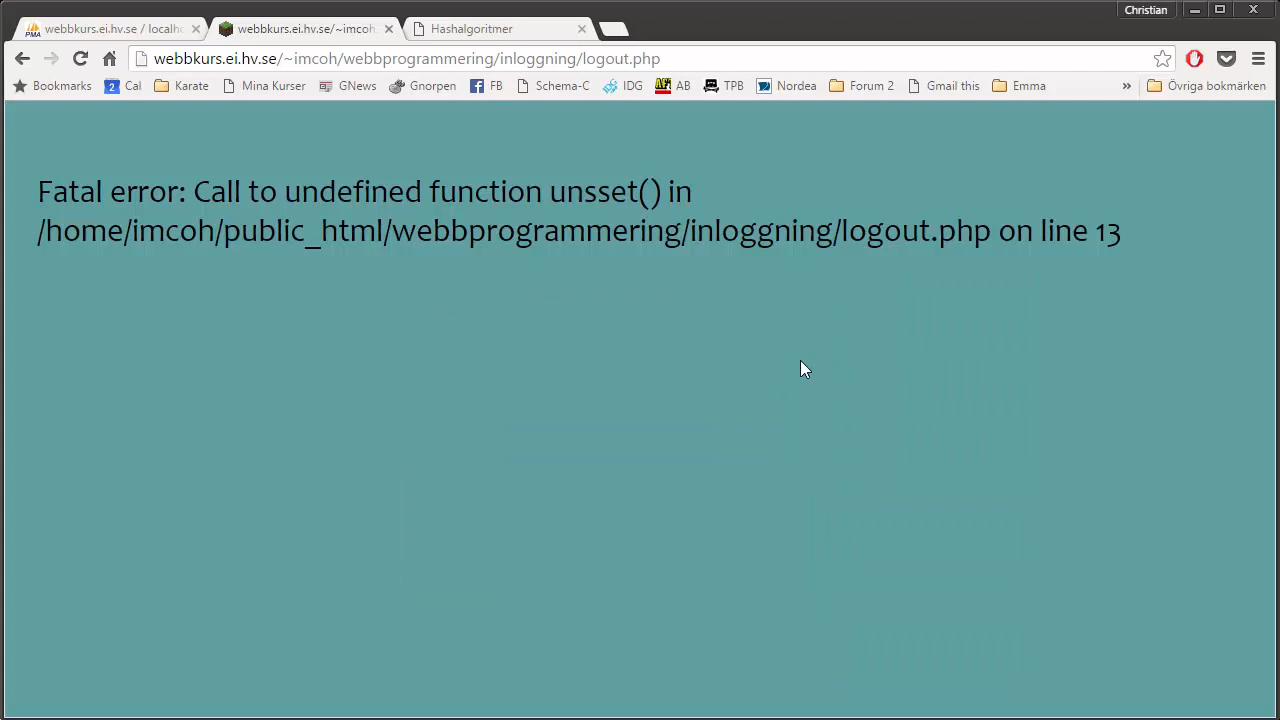 Christian
PMA webbkurs.ei.hv.se / localh
webbkurs.ei.hv.se/~imcoh
Hashalgoritmer
webbkurs.ei.hv.se/~imcoh/webbprogrammering/inloggning/logout.php
Bookmarks 2 Cal Karate Mina Kurser GNews Gnorpen FB Schema-C IDG AB TPB Nordea Forum 2 Gmail this Emma » Övriga bokmärken
Fatal error: Call to undefined function unsset() in
/home/imcoh/public_html/webbprogrammering/inloggning/logout.php on line 13